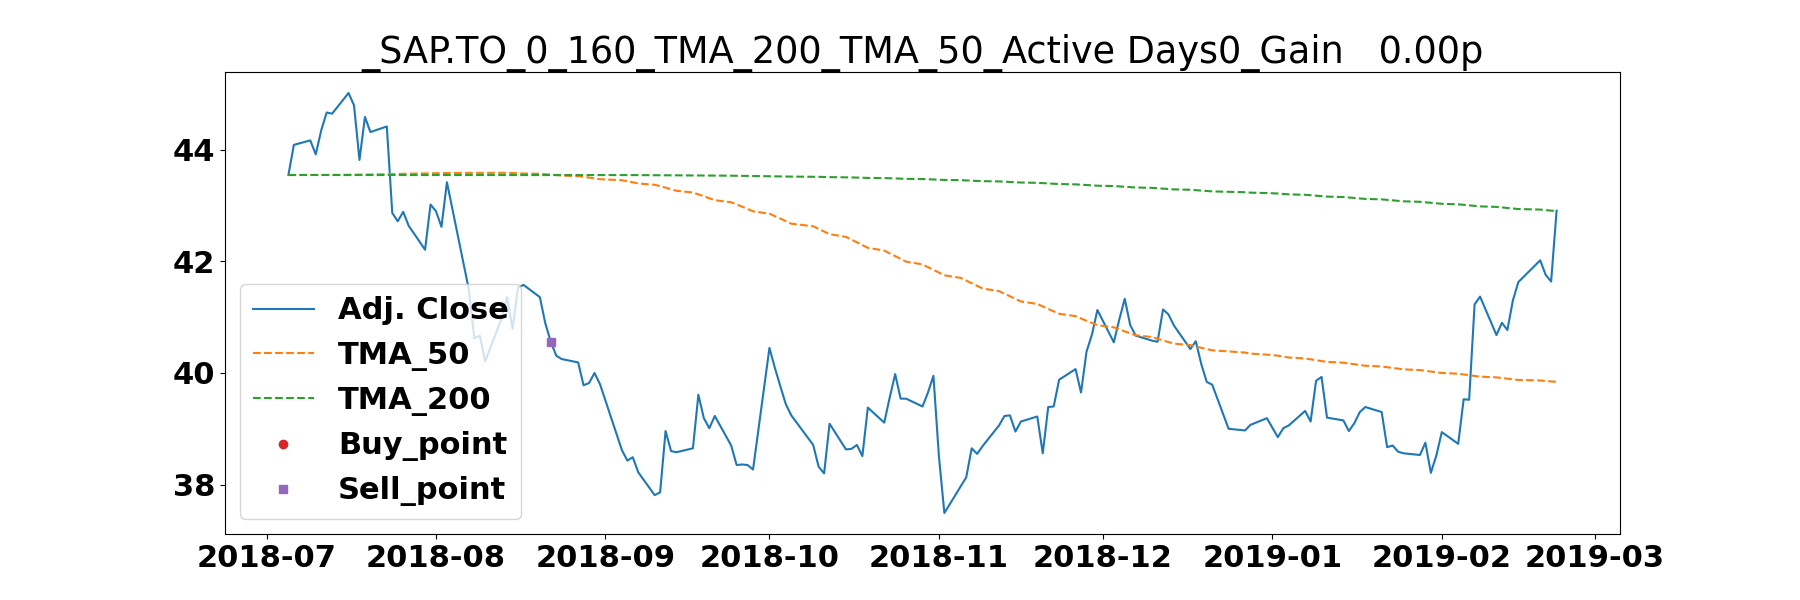 _SAP.TO_0_160_TMA_200_TMA_50_Active Days0_Gain   0.00p
44
42
40
38
Adj. Close
TMA_50
TMA_200
Buy_point
Sell_point
2018-07 2018-08 2018-09 2018-10 2018-11 2018-12 2019-01 2019-02 2019-03